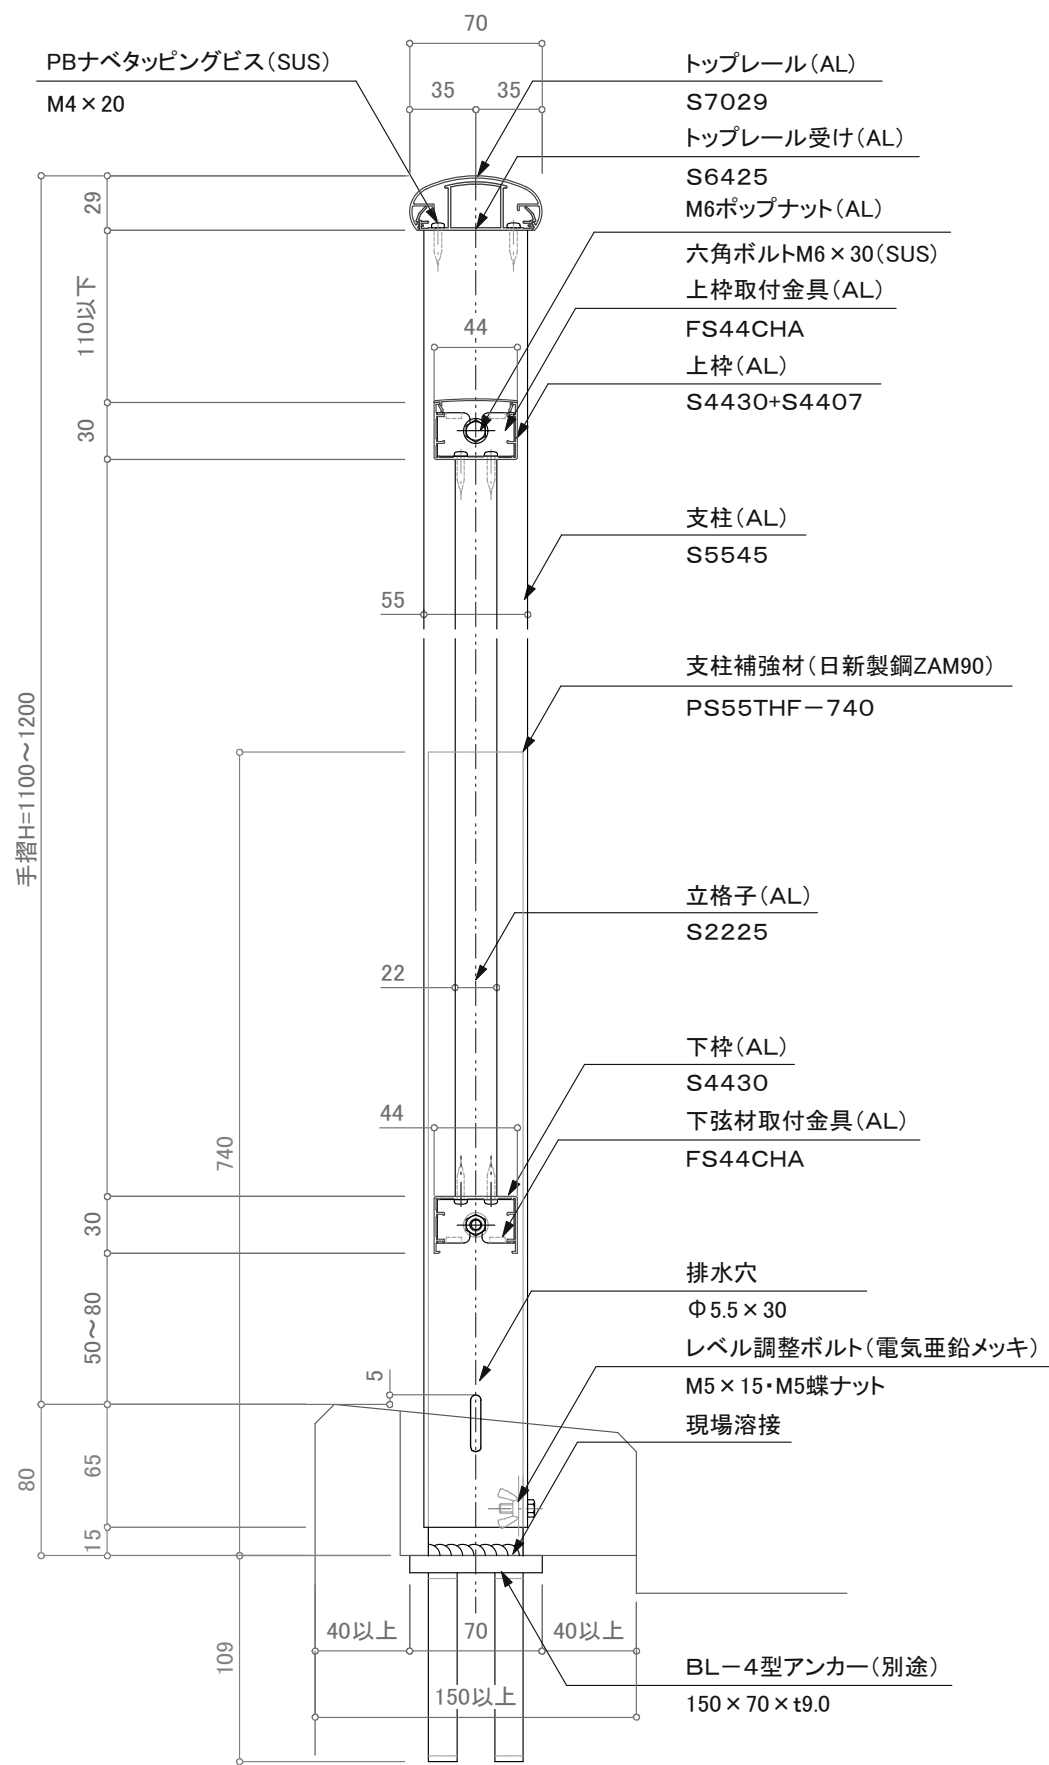 70
PBナベタッピングビス(SUS)
M4×20
35
35
トップレール(AL)
S7029
トップレール受け(AL)
S6425
M6ポップナット(AL)
六角ボルトM6×30(SUS)
上枠取付金具(AL)
FS44CHA
上枠(AL)
S4430+S4407
29
110以下
44
30
支柱(AL)
S5545
55
支柱補強材(日新製鋼ZAM90)
PS55THF-740
手摺H=1100~1200
立格子(AL)
S2225
22
下枠(AL)
S4430
44
下弦材取付金具(AL)
FS44CHA
740
30
排水穴
Φ5.5×30
50~80
レベル調整ボルト(電気亜鉛メッキ)
M5×15・M5蝶ナット
5
現場溶接
80
65
15
40以上
70
40以上
109
BL-4型アンカー(別途)
150以上
150×70×t9.0